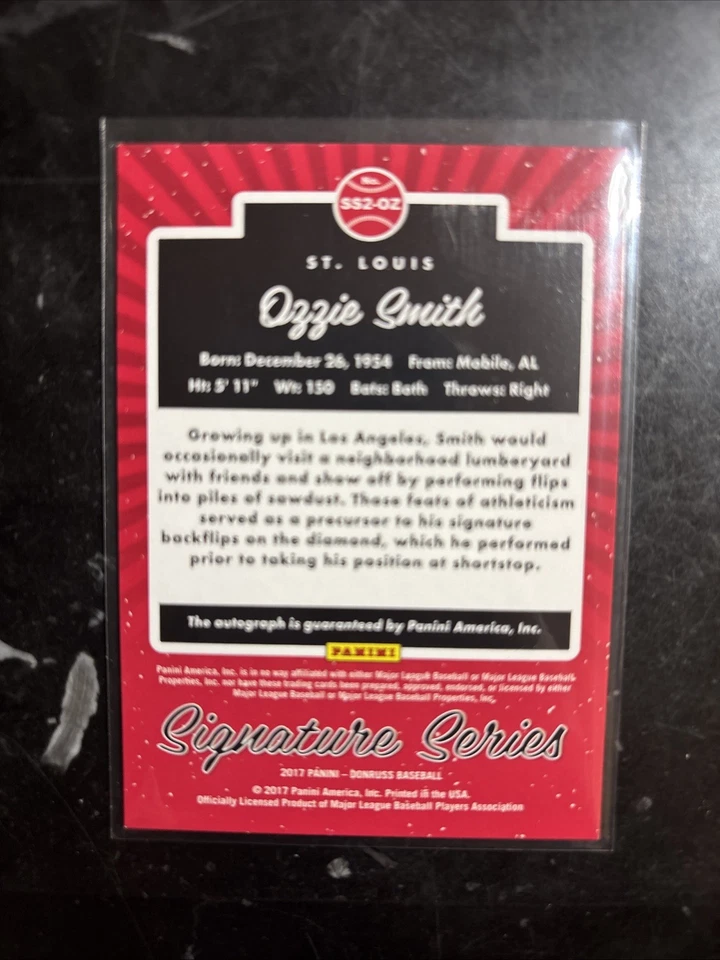 No.
SS2-OZ
ST. LOUIS
Ozzie Smith
Born: December 26, 1954 From: Mobile, AL
Ht: 5' 11" Wt: 150 Bats: Both Throws: Right
Growing up in Los Angeles, Smith would
occasionally visit a neighborhood lumberyard
with friends and show off by performing flips
into piles of sawdust. Those feats of athleticism
served as a precursor to his signature
backflips on the diamond, which he performed
prior to taking his position at shortstop.
The autograph is guaranteed by Panini America, Inc.
PANINI
Panini America, Inc. is in no way affiliated with either Major League Baseball or Major League Baseball
Properties, Inc. nor have these trading cards been prepared, approved, endorsed, or licensed by either
Major League Baseball or Major League Baseball Properties, Inc.
Signature Series
2017 PANINI – DONRUSS BASEBALL
© 2017 Panini America, Inc. Printed in the USA.
Officially Licensed Product of Major League Baseball Players Association